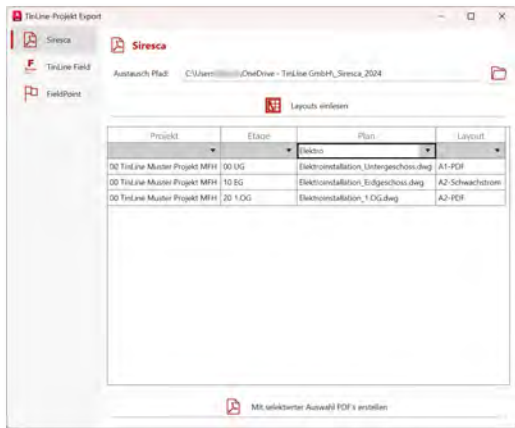 TinLine-Projekt Export
Siresca
TinLine Field
FieldPoint
Siresca
Austausch Pfad: C:\Users\ \OneDrive - TinLine GmbH\_Siresca_2024
Layouts einlesen
Projekt Etage Plan Layout
Elektro
00 TinLine Muster Projekt MFH 00 UG Elektroinstallation_Untergeschoss.dwg A1-PDF
00 TinLine Muster Projekt MFH 10 EG Elektroinstallation_Erdgeschoss.dwg A2-Schwachstrom
00 TinLine Muster Projekt MFH 20 1.OG Elektroinstallation_1.OG.dwg A2-PDF
Mit selektierter Auswahl PDF's erstellen